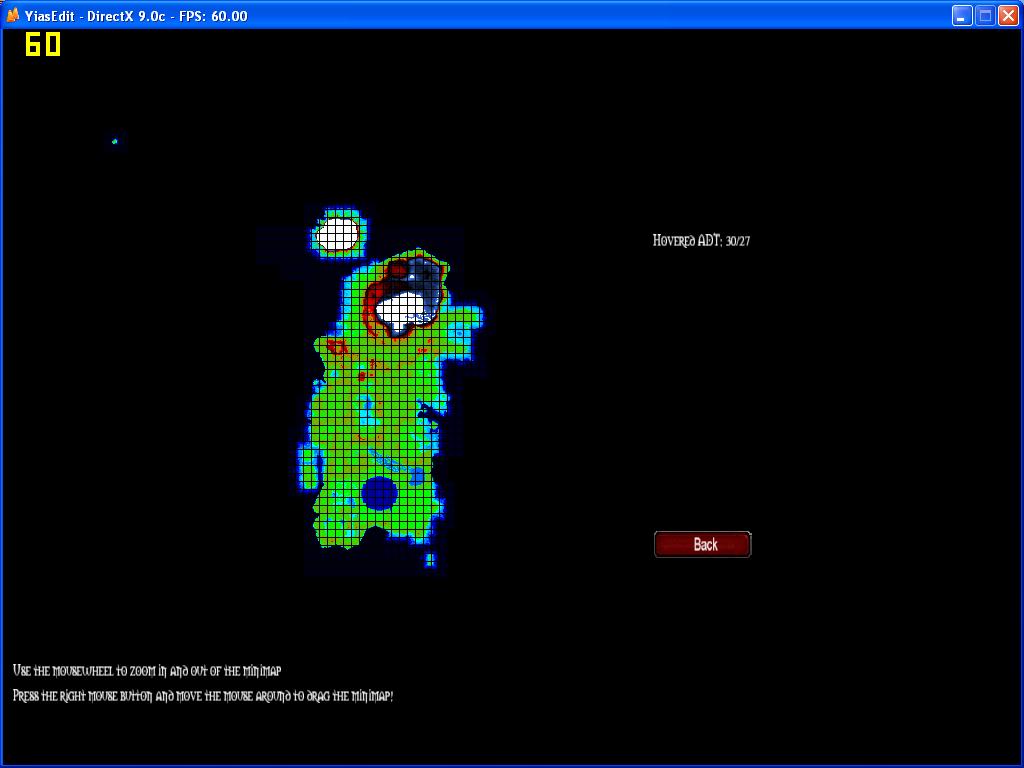 YiasEdit - DirectX 9.0c - FPS: 60.00
60
Hovered ADT: 30/27
Back
Use the mousewheel to zoom in and out of the minimap
Press the right mouse button and move the mouse around to drag the minimap!